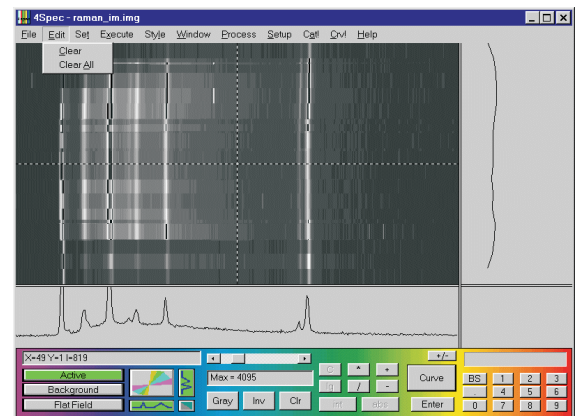 4Spec - raman_im.img
File Edit Set Execute Style Window Process Setup Cat! Crv! Help
Clear
Clear All
X=49 Y=1 I=819
+/-
Active
Max = 4095
C ^ +
Curve
BS 1 2 3
Background
/ -
. 4 5 6
Flat Field
Gray Inv Clr
int abs
Enter
0 7 8 9